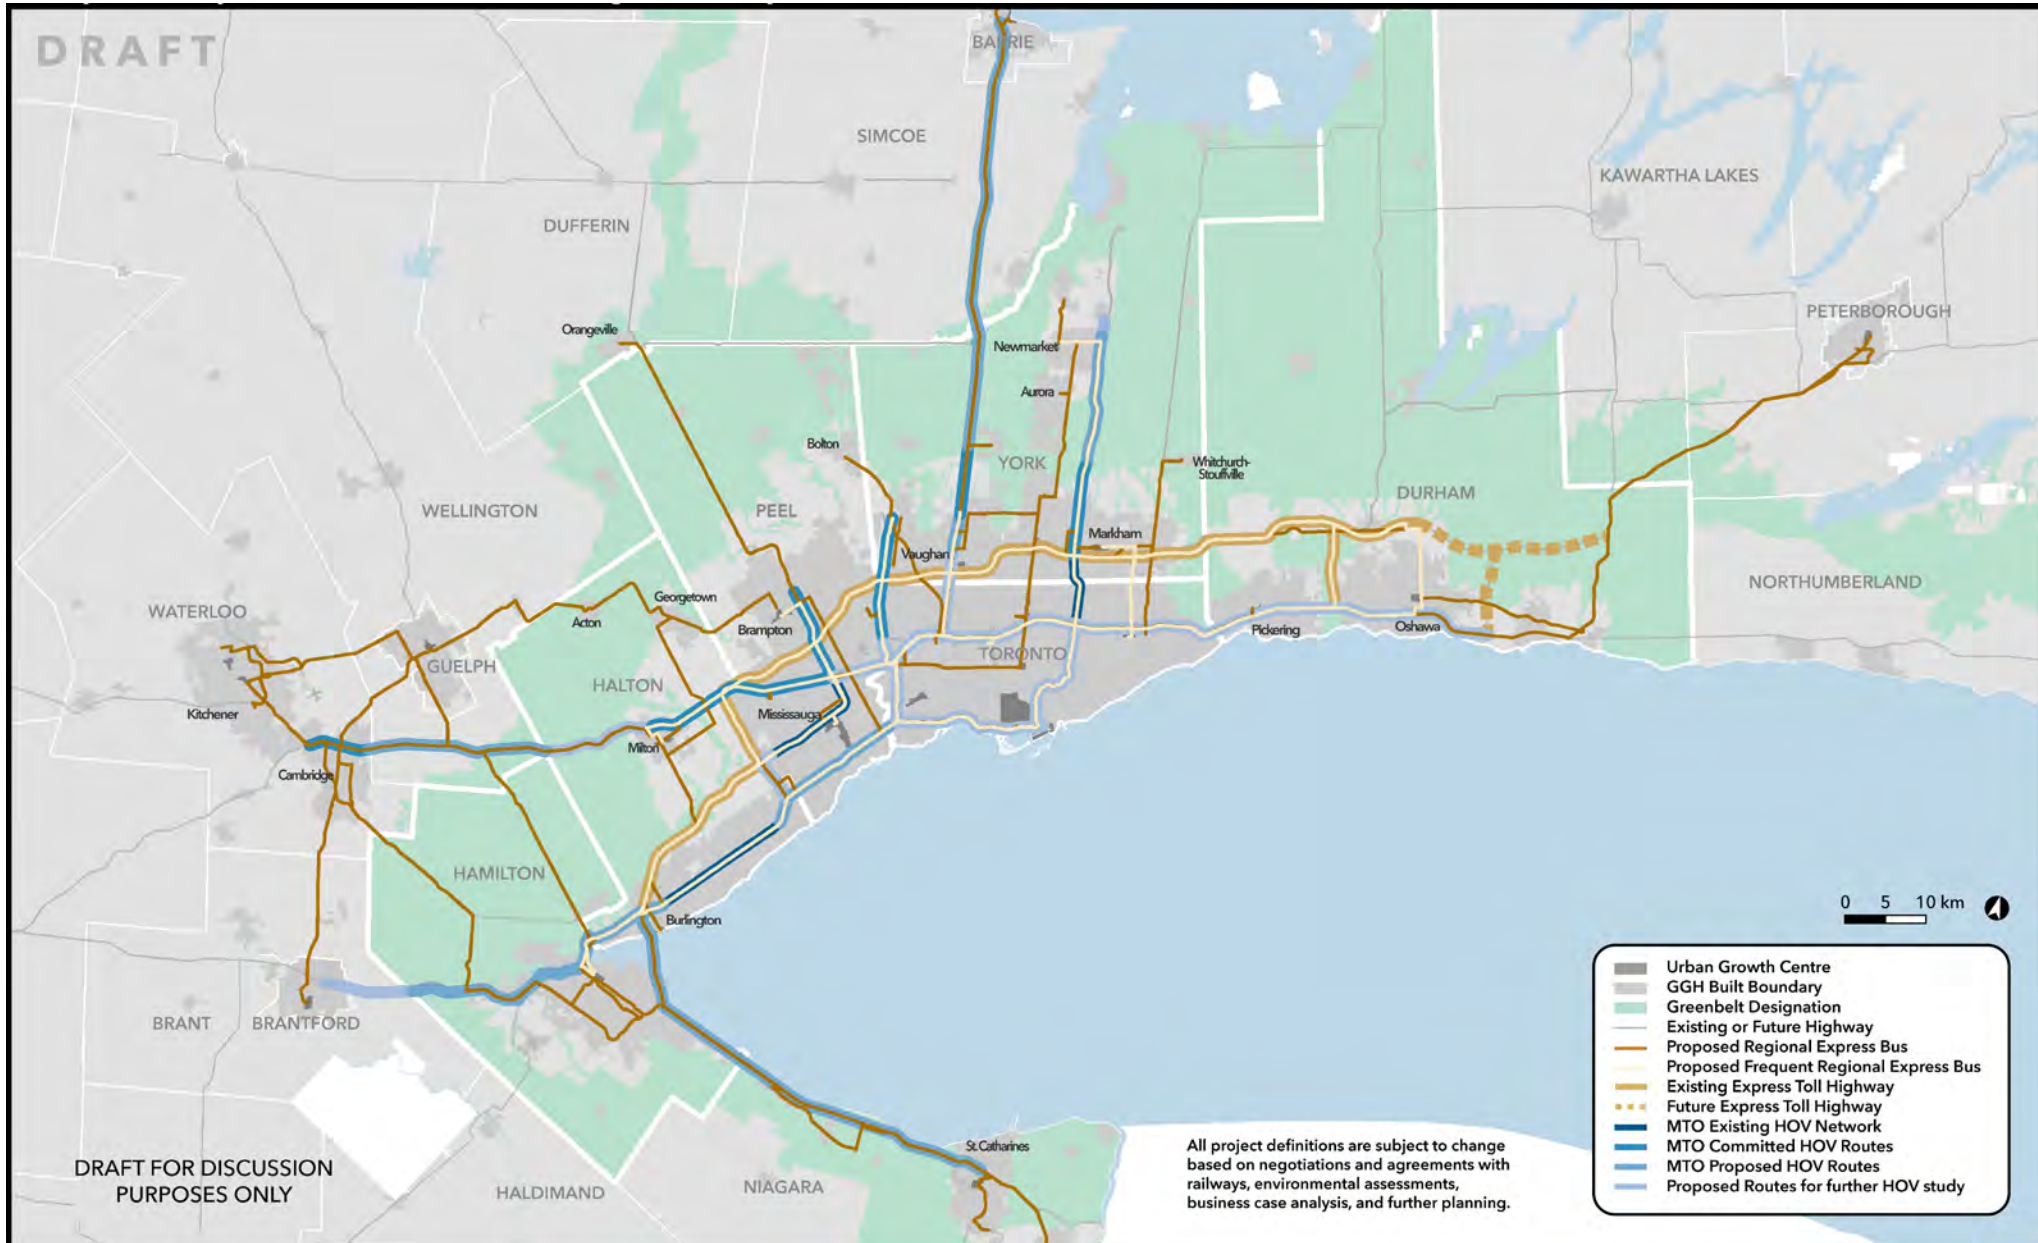 DRAFT
BARRIE
SIMCOE
KAWARTHA LAKES
DUFFERIN
PETERBOROUGH
Orangeville
Newmarket
Aurora
Bolton
YORK
Whitchurch-
Stouffville
DURHAM
WELLINGTON
PEEL
Markham
Vaughan
NORTHUMBERLAND
WATERLOO
Georgetown
Acton
Brampton
Pickering
Oshawa
TORONTO
GUELPH
HALTON
Kitchener
Mississauga
Milton
Cambridge
HAMILTON
Burlington
0 5 10 km
BRANT
BRANTFORD
St. Catharines
HALDIMAND
NIAGARA
DRAFT FOR DISCUSSION
PURPOSES ONLY
All project definitions are subject to change
based on negotiations and agreements with
railways, environmental assessments,
business case analysis, and further planning.
Urban Growth Centre
GGH Built Boundary
Greenbelt Designation
Existing or Future Highway
Proposed Regional Express Bus
Proposed Frequent Regional Express Bus
Existing Express Toll Highway
Future Express Toll Highway
MTO Existing HOV Network
MTO Committed HOV Routes
MTO Proposed HOV Routes
Proposed Routes for further HOV study